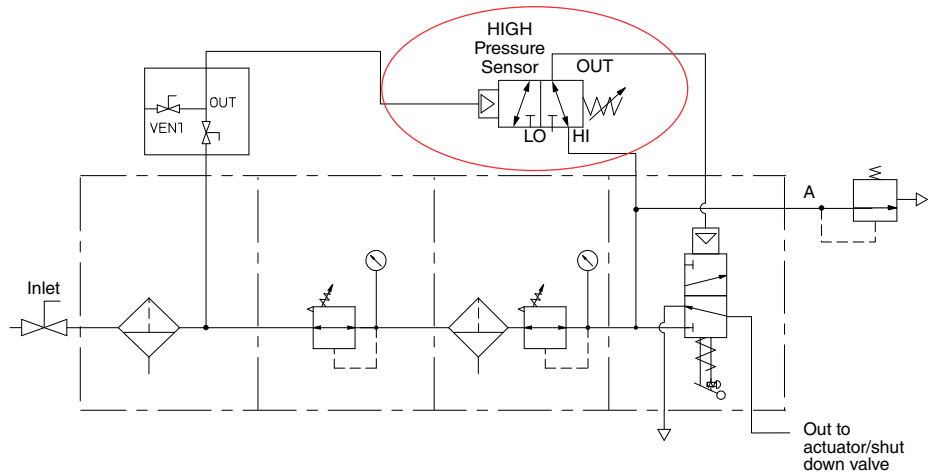 HIGH
Pressure
Sensor
OUT
LO HI
OUT
VENT
A
Inlet
Out to
actuator/shut
down valve